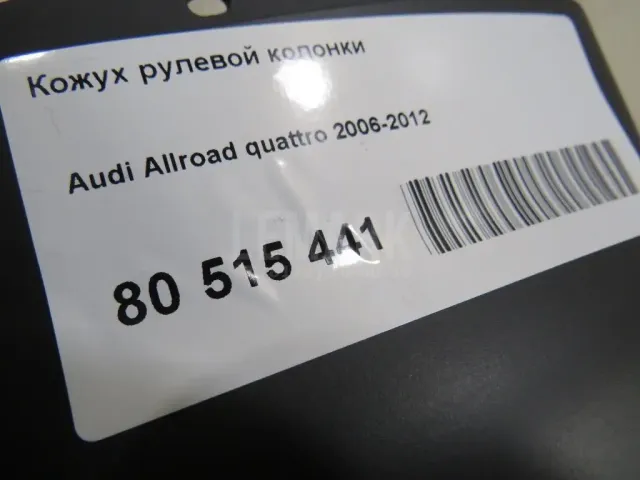 Кожух рулевой колонки
Audi Allroad quattro 2006-2012
80 515 441